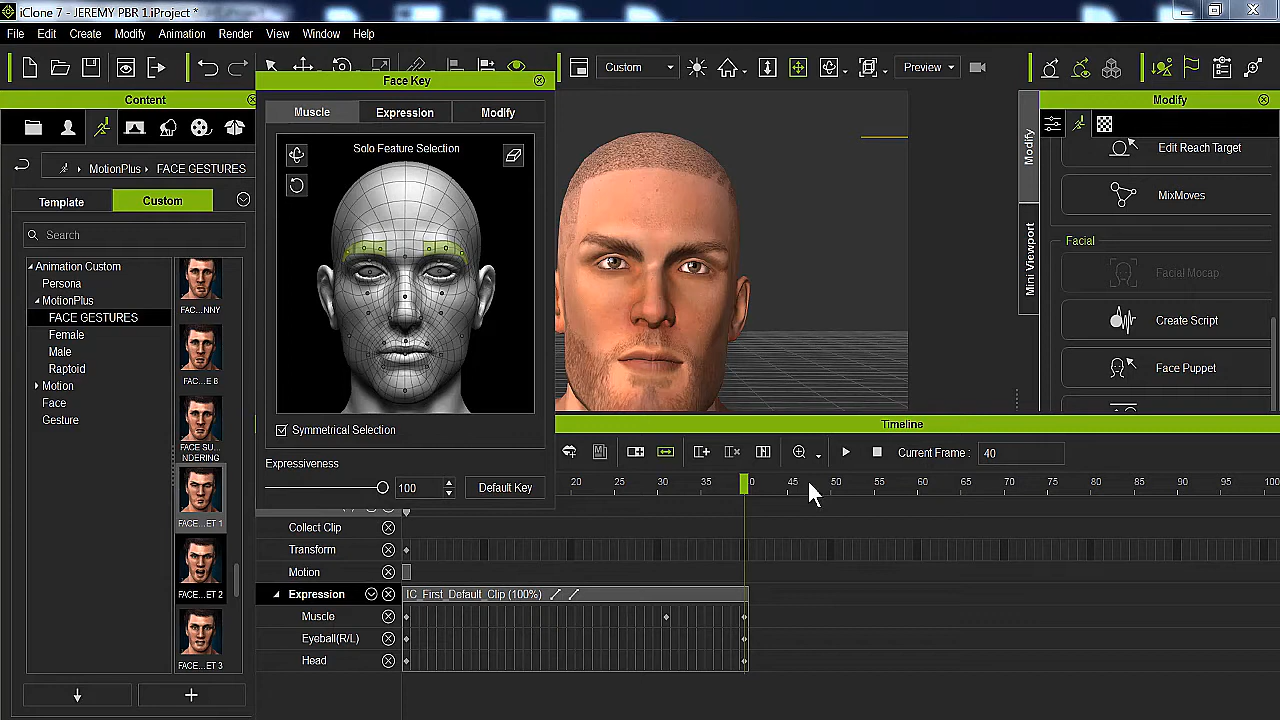 iClone 7 - JEREMY PBR 1.iProject *
File Edit Create Modify Animation Render View Window Help
Custom
Preview
Content
Face Key
Modify
Muscle Expression Modify
Solo Feature Selection
MotionPlus FACE GESTURES
Template Custom
Search
Animation Custom
Persona
MotionPlus
FACE GESTURES
Female
Male
Raptoid
Motion
Face
Gesture
FAC...NNY
FAC...E B
FACE SU...
NDERING
FACE...ET 1
FACE...ET 2
FACE...ET 3
Symmetrical Selection
Expressiveness
100
Default Key
Modify
Mini Viewport
Edit Reach Target
MixMoves
Facial
Facial Mocap
Create Script
Face Puppet
Timeline
Current Frame : 40
20 25 30 35 0 45 50 55 60 65 70 75 80 85 90 95 100
Collect Clip
Transform
Motion
Expression
IC_First_Default_Clip (100%)
Muscle
Eyeball(R/L)
Head